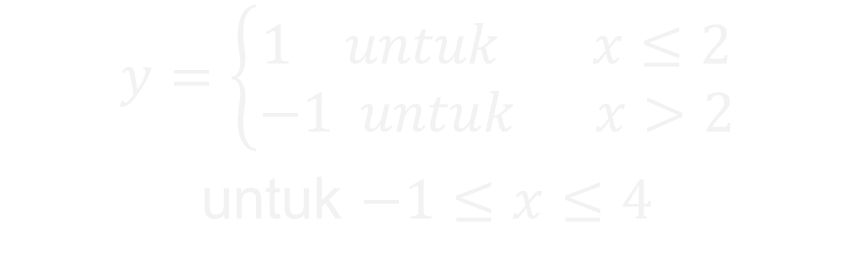 y = { 1 untuk x ≤ 2
−1 untuk x > 2
untuk −1 ≤ x ≤ 4